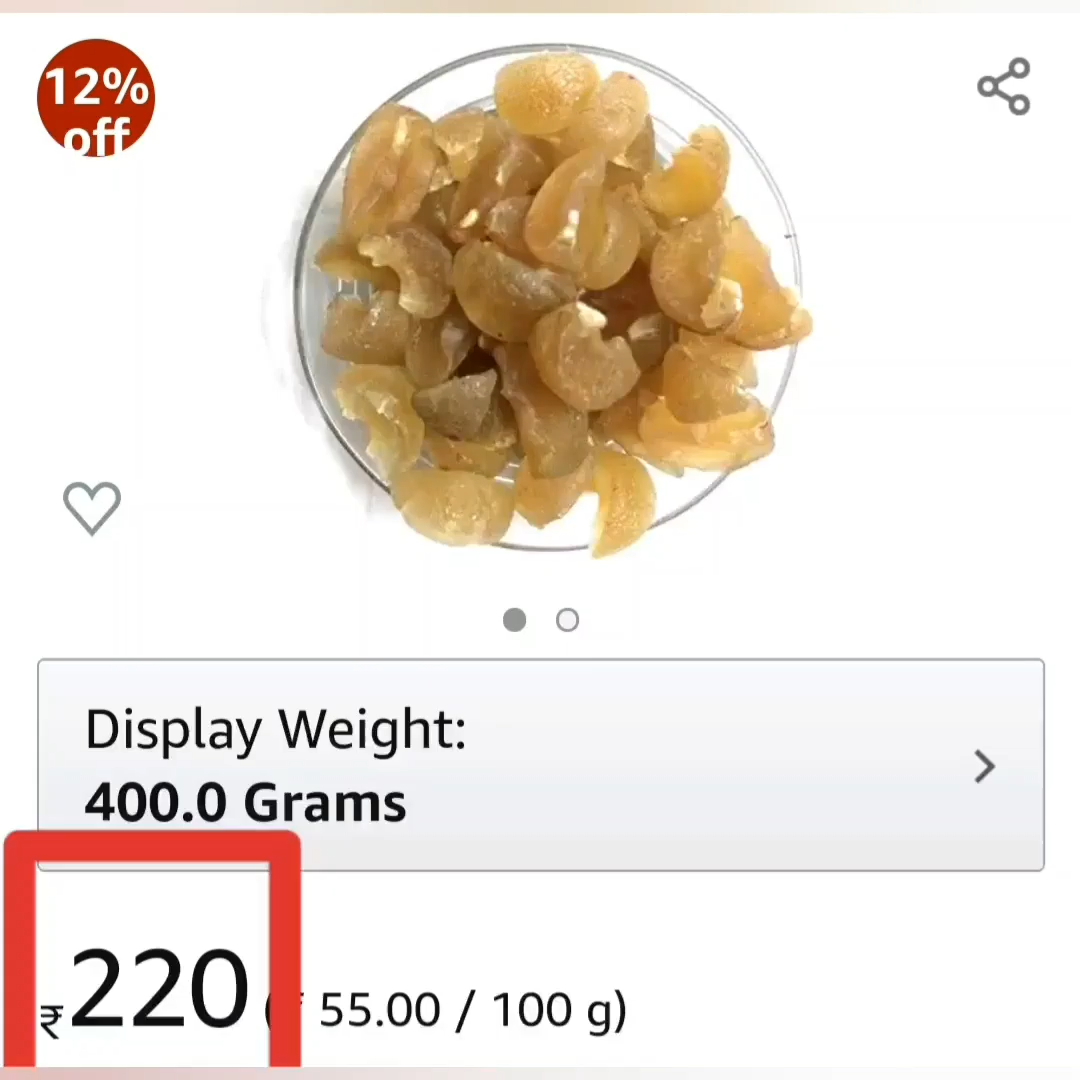 12%
off
Display Weight:
400.0 Grams
₹220 (₹ 55.00 / 100 g)